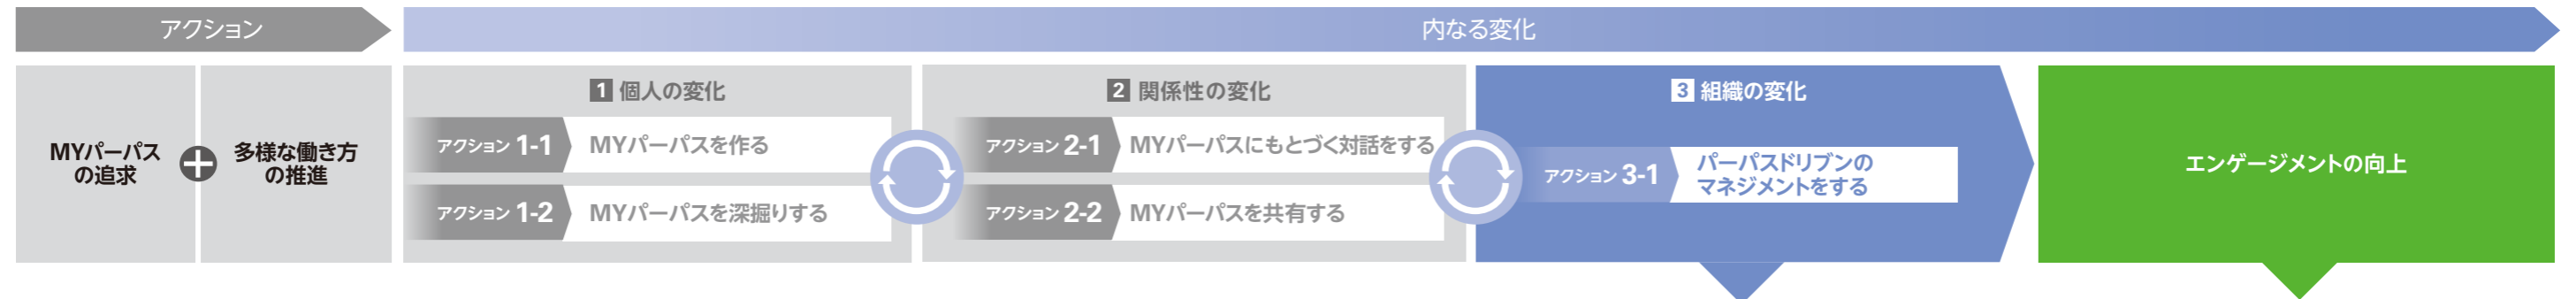 アクション
内なる変化
MYパーパス
の追求
多様な働き方
の推進
1 個人の変化
アクション 1-1 MYパーパスを作る
アクション 1-2 MYパーパスを深掘りする
2 関係性の変化
アクション 2-1 MYパーパスにもとづく対話をする
アクション 2-2 MYパーパスを共有する
3 組織の変化
アクション 3-1
パーパスドリブンの
マネジメントをする
エンゲージメントの向上